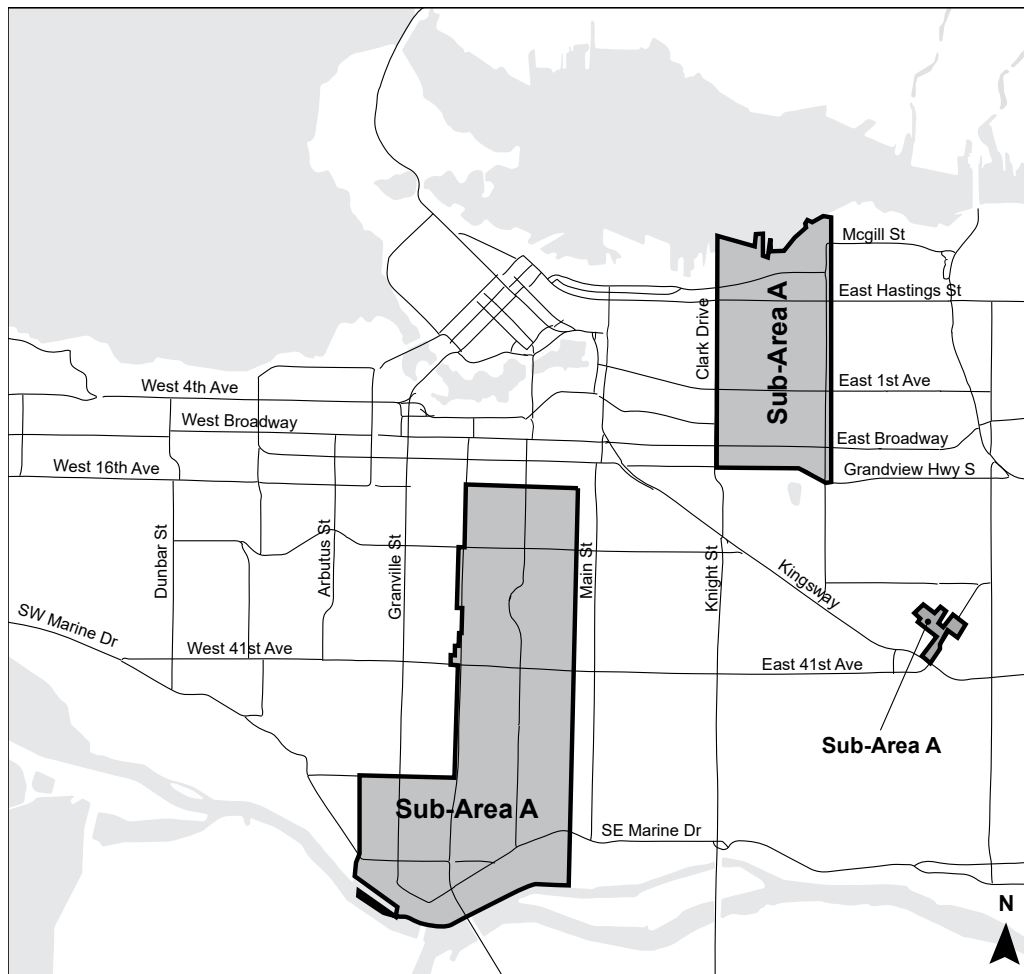 Mcgill St
East Hastings St
Clark Drive
Sub-Area A
East 1st Ave
West 4th Ave
West Broadway
East Broadway
West 16th Ave
Grandview Hwy S
Dunbar St
Arbutus St
Granville St
Main St
Knight St
Kingsway
SW Marine Dr
West 41st Ave
East 41st Ave
Sub-Area A
Sub-Area A
SE Marine Dr
N